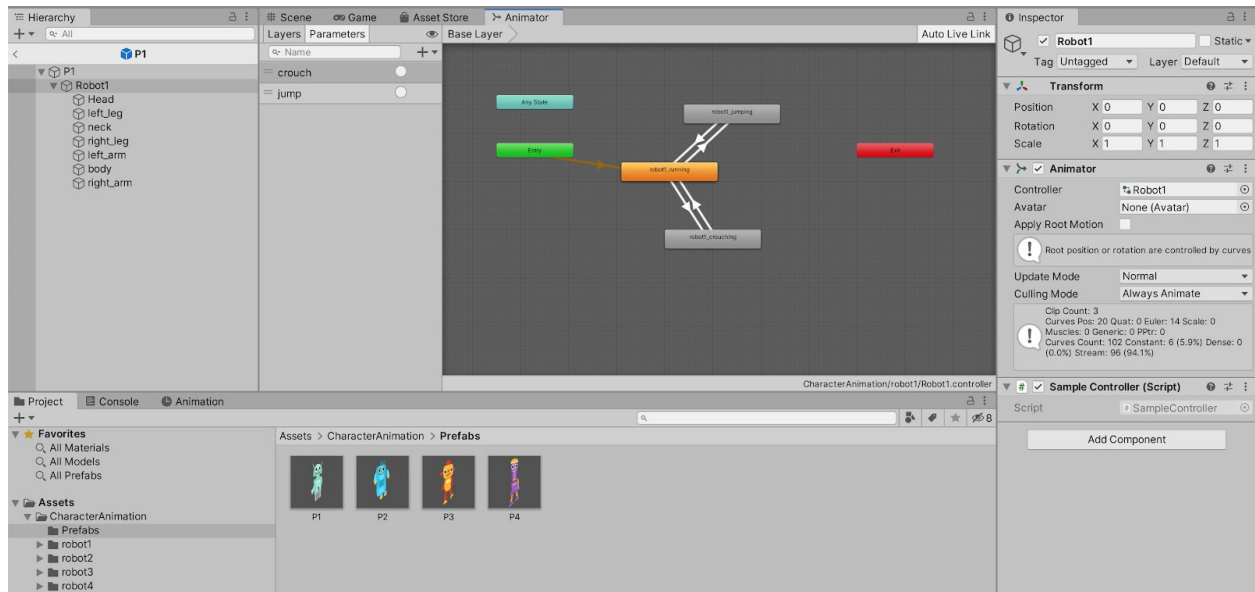 Hierarchy
All
P1
P1
Robot1
Head
left_leg
neck
right_leg
left_arm
body
right_arm
Scene Game Asset Store Animator
Layers Parameters Base Layer Auto Live Link
Name
crouch
jump
Any State
Entry
robot1_jumping
robot1_running
robot1_crouching
Exit
CharacterAnimation/robot1/Robot1.controller
Inspector
Robot1 Static
Tag Untagged Layer Default
Transform
Position X 0 Y 0 Z 0
Rotation X 0 Y 0 Z 0
Scale X 1 Y 1 Z 1
Animator
Controller Robot1
Avatar None (Avatar)
Apply Root Motion
Root position or rotation are controlled by curves
Update Mode Normal
Culling Mode Always Animate
Clip Count: 3
Curves Pos: 20 Quat: 0 Euler: 14 Scale: 0
Muscles: 0 Generic: 0 PPtr: 0
Curves Count: 102 Constant: 6 (5.9%) Dense: 0
(0.0%) Stream: 96 (94.1%)
# Sample Controller (Script)
Script # SampleController
Add Component
Project Console Animation
8
Favorites
All Materials
All Models
All Prefabs
Assets
CharacterAnimation
Prefabs
robot1
robot2
robot3
robot4
Assets > CharacterAnimation > Prefabs
P1 P2 P3 P4